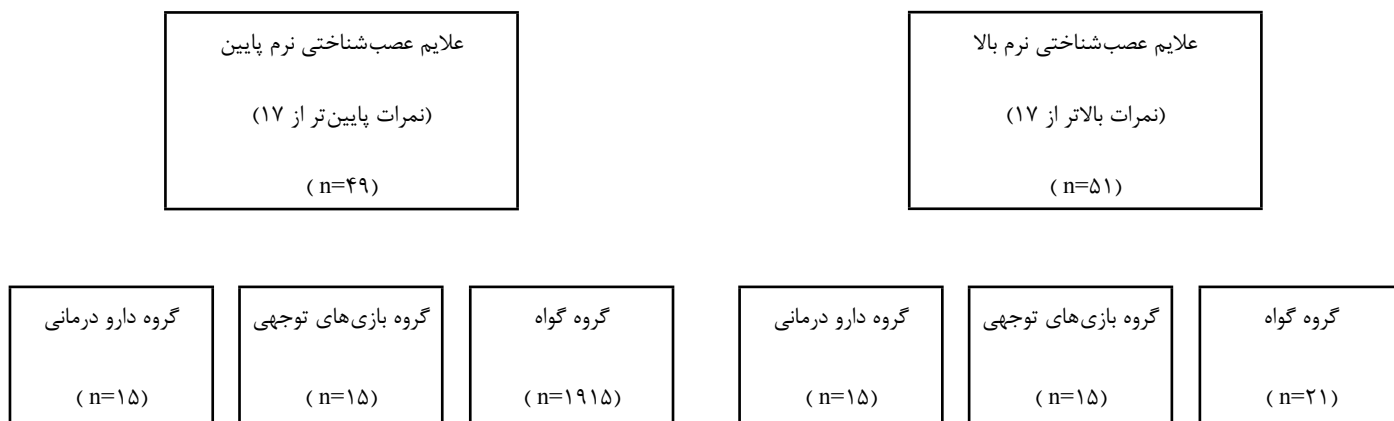 علایم عصب‌شناختی نرم بالا
(نمرات بالاتر از ۱۷)
( n=۵۱)
علایم عصب‌شناختی نرم پایین
(نمرات پایین‌تر از ۱۷)
( n=۴۹)
گروه گواه
( n=۲۱)
گروه بازی‌های توجهی
( n=۱۵)
گروه دارو درمانی
( n=۱۵)
گروه گواه
( n=۱۹۱۵)
گروه بازی‌های توجهی
( n=۱۵)
گروه دارو درمانی
( n=۱۵)